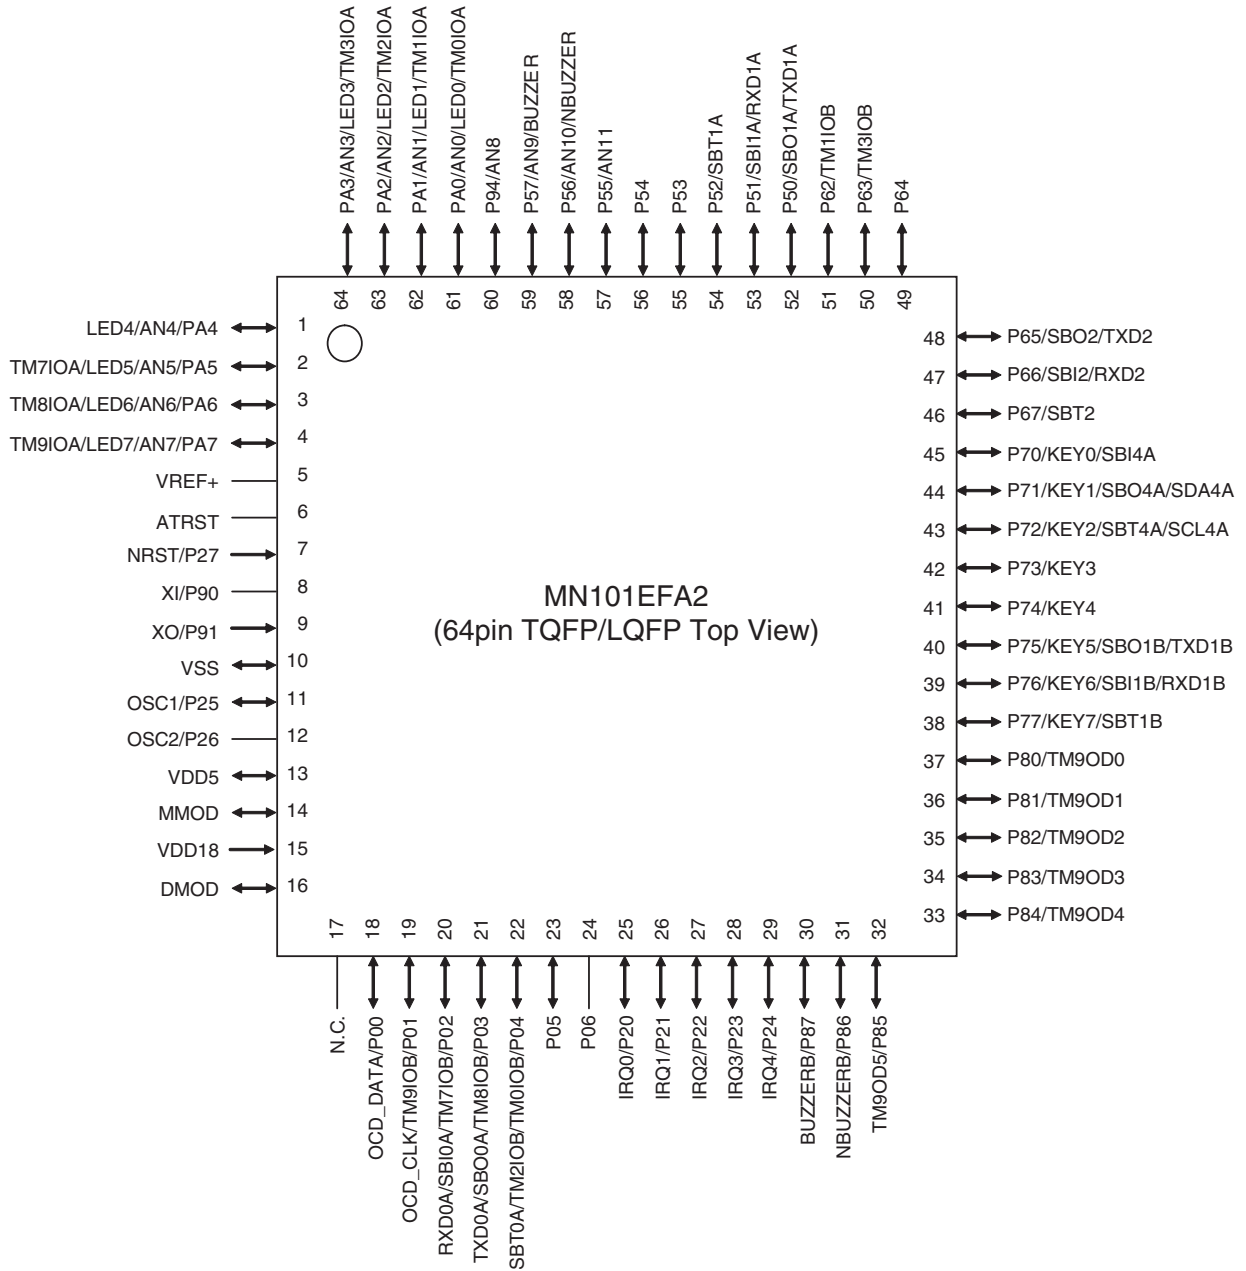 PA3/AN3/LED3/TM3IOA
PA2/AN2/LED2/TM2IOA
PA1/AN1/LED1/TM1IOA
PA0/AN0/LED0/TM0IOA
P94/AN8
P57/AN9/BUZZER
P56/AN10/NBUZZER
P55/AN11
P54
P53
P52/SBT1A
P51/SBI1A/RXD1A
P50/SBO1A/TXD1A
P62/TM1IOB
P63/TM3IOB
P64
64
63
62
61
60
59
58
57
56
55
54
53
52
51
50
49
LED4/AN4/PA4
1
TM7IOA/LED5/AN5/PA5
2
TM8IOA/LED6/AN6/PA6
3
TM9IOA/LED7/AN7/PA7
4
VREF+
5
ATRST
6
NRST/P27
7
XI/P90
8
XO/P91
9
VSS
10
OSC1/P25
11
OSC2/P26
12
VDD5
13
MMOD
14
VDD18
15
DMOD
16
MN101EFA2
(64pin TQFP/LQFP Top View)
48
P65/SBO2/TXD2
47
P66/SBI2/RXD2
46
P67/SBT2
45
P70/KEY0/SBI4A
44
P71/KEY1/SBO4A/SDA4A
43
P72/KEY2/SBT4A/SCL4A
42
P73/KEY3
41
P74/KEY4
40
P75/KEY5/SBO1B/TXD1B
39
P76/KEY6/SBI1B/RXD1B
38
P77/KEY7/SBT1B
37
P80/TM9OD0
36
P81/TM9OD1
35
P82/TM9OD2
34
P83/TM9OD3
33
P84/TM9OD4
17
18
19
20
21
22
23
24
25
26
27
28
29
30
31
32
N.C.
OCD_DATA/P00
OCD_CLK/TM9IOB/P01
RXD0A/SBI0A/TM7IOB/P02
TXD0A/SBO0A/TM8IOB/P03
SBT0A/TM2IOB/TM0IOB/P04
P05
P06
IRQ0/P20
IRQ1/P21
IRQ2/P22
IRQ3/P23
IRQ4/P24
BUZZERB/P87
NBUZZERB/P86
TM9OD5/P85